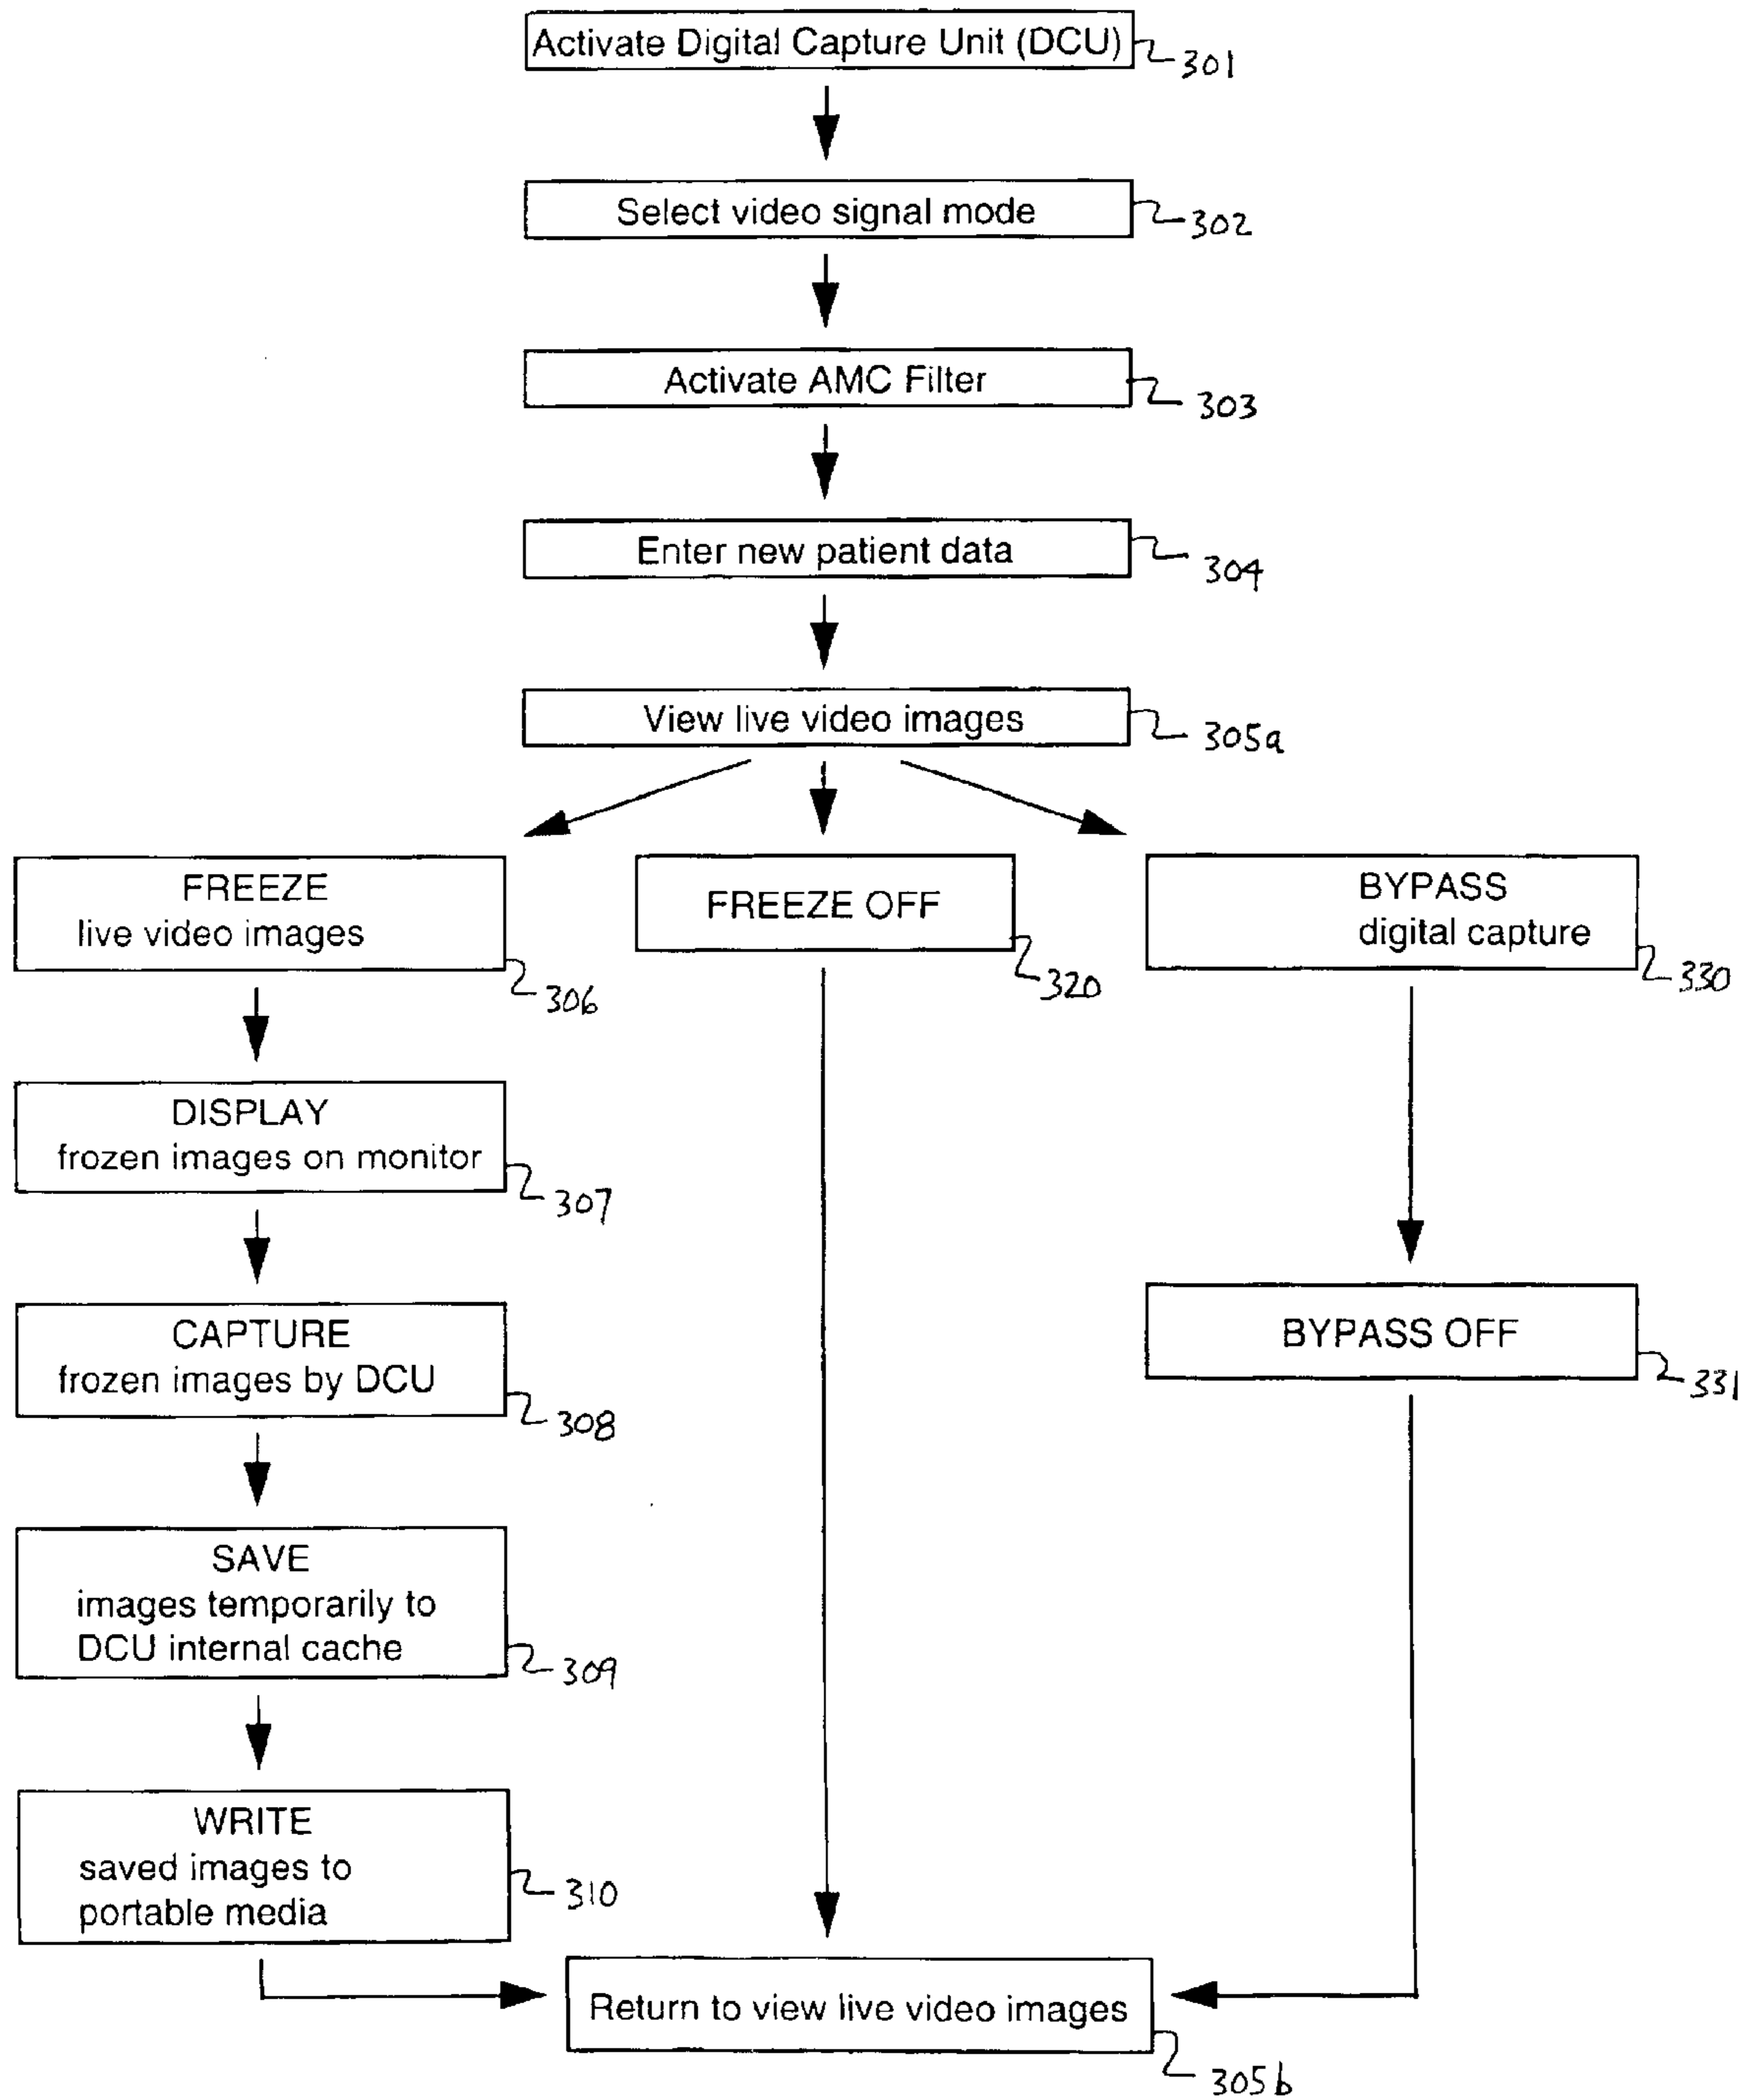 Activate Digital Capture Unit (DCU)
301
Select video signal mode
302
Activate AMC Filter
303
Enter new patient data
304
View live video images
305a
FREEZE
live video images
306
FREEZE OFF
320
BYPASS
digital capture
330
DISPLAY
frozen images on monitor
307
CAPTURE
frozen images by DCU
308
BYPASS OFF
331
SAVE
images temporarily to
DCU internal cache
309
WRITE
saved images to
portable media
310
Return to view live video images
305b